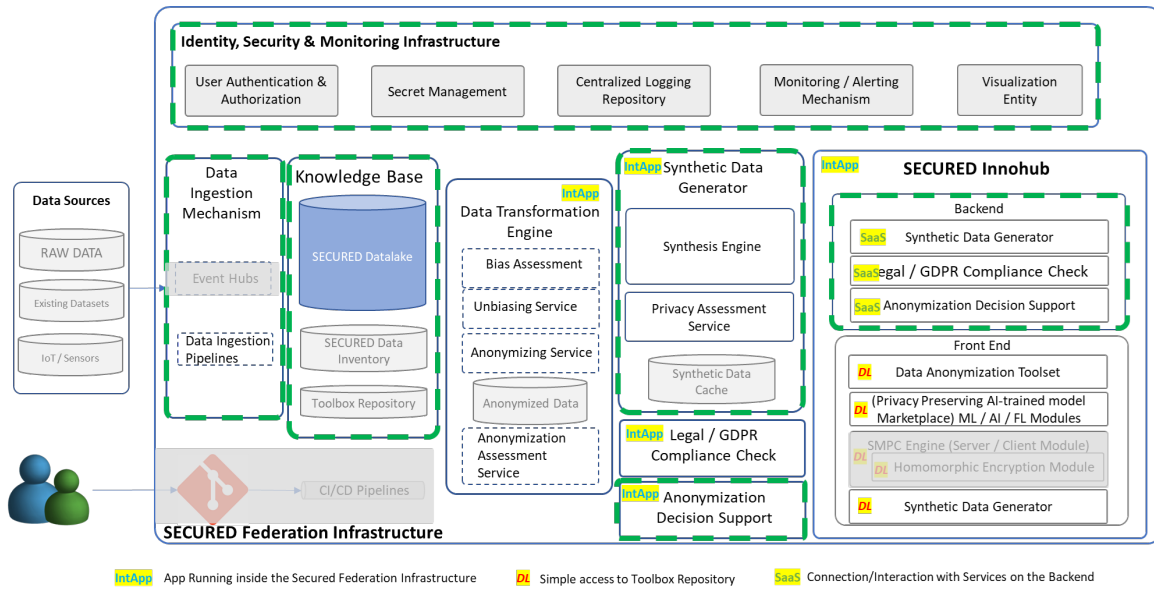 Identity, Security & Monitoring Infrastructure
User Authentication &
Authorization
Secret Management
Centralized Logging
Repository
Monitoring / Alerting
Mechanism
Visualization
Entity
Data Sources
RAW DATA
Existing Datasets
IoT / Sensors
Data
Ingestion
Mechanism
Event Hubs
Data Ingestion
Pipelines
Knowledge Base
SECURED Datalake
SECURED Data
Inventory
Toolbox Repository
CI/CD Pipelines
SECURED Federation Infrastructure
IntApp
Data Transformation
Engine
Bias Assessment
Unbiasing Service
Anonymizing Service
Anonymized Data
Anonymization
Assessment
Service
IntApp Synthetic Data
Generator
Synthesis Engine
Privacy Assessment
Service
Synthetic Data
Cache
IntApp Legal / GDPR
Compliance Check
IntApp Anonymization
Decision Support
IntApp SECURED Innohub
Backend
SaaS Synthetic Data Generator
SaaS egal / GDPR Compliance Check
SaaS Anonymization Decision Support
Front End
DL Data Anonymization Toolset
DL (Privacy Preserving AI-trained model
Marketplace) ML / AI / FL Modules
DL SMPC Engine (Server / Client Module)
DL Homomorphic Encryption Module
DL Synthetic Data Generator
IntApp App Running inside the Secured Federation Infrastructure
DL Simple access to Toolbox Repository
SaaS Connection/Interaction with Services on the Backend